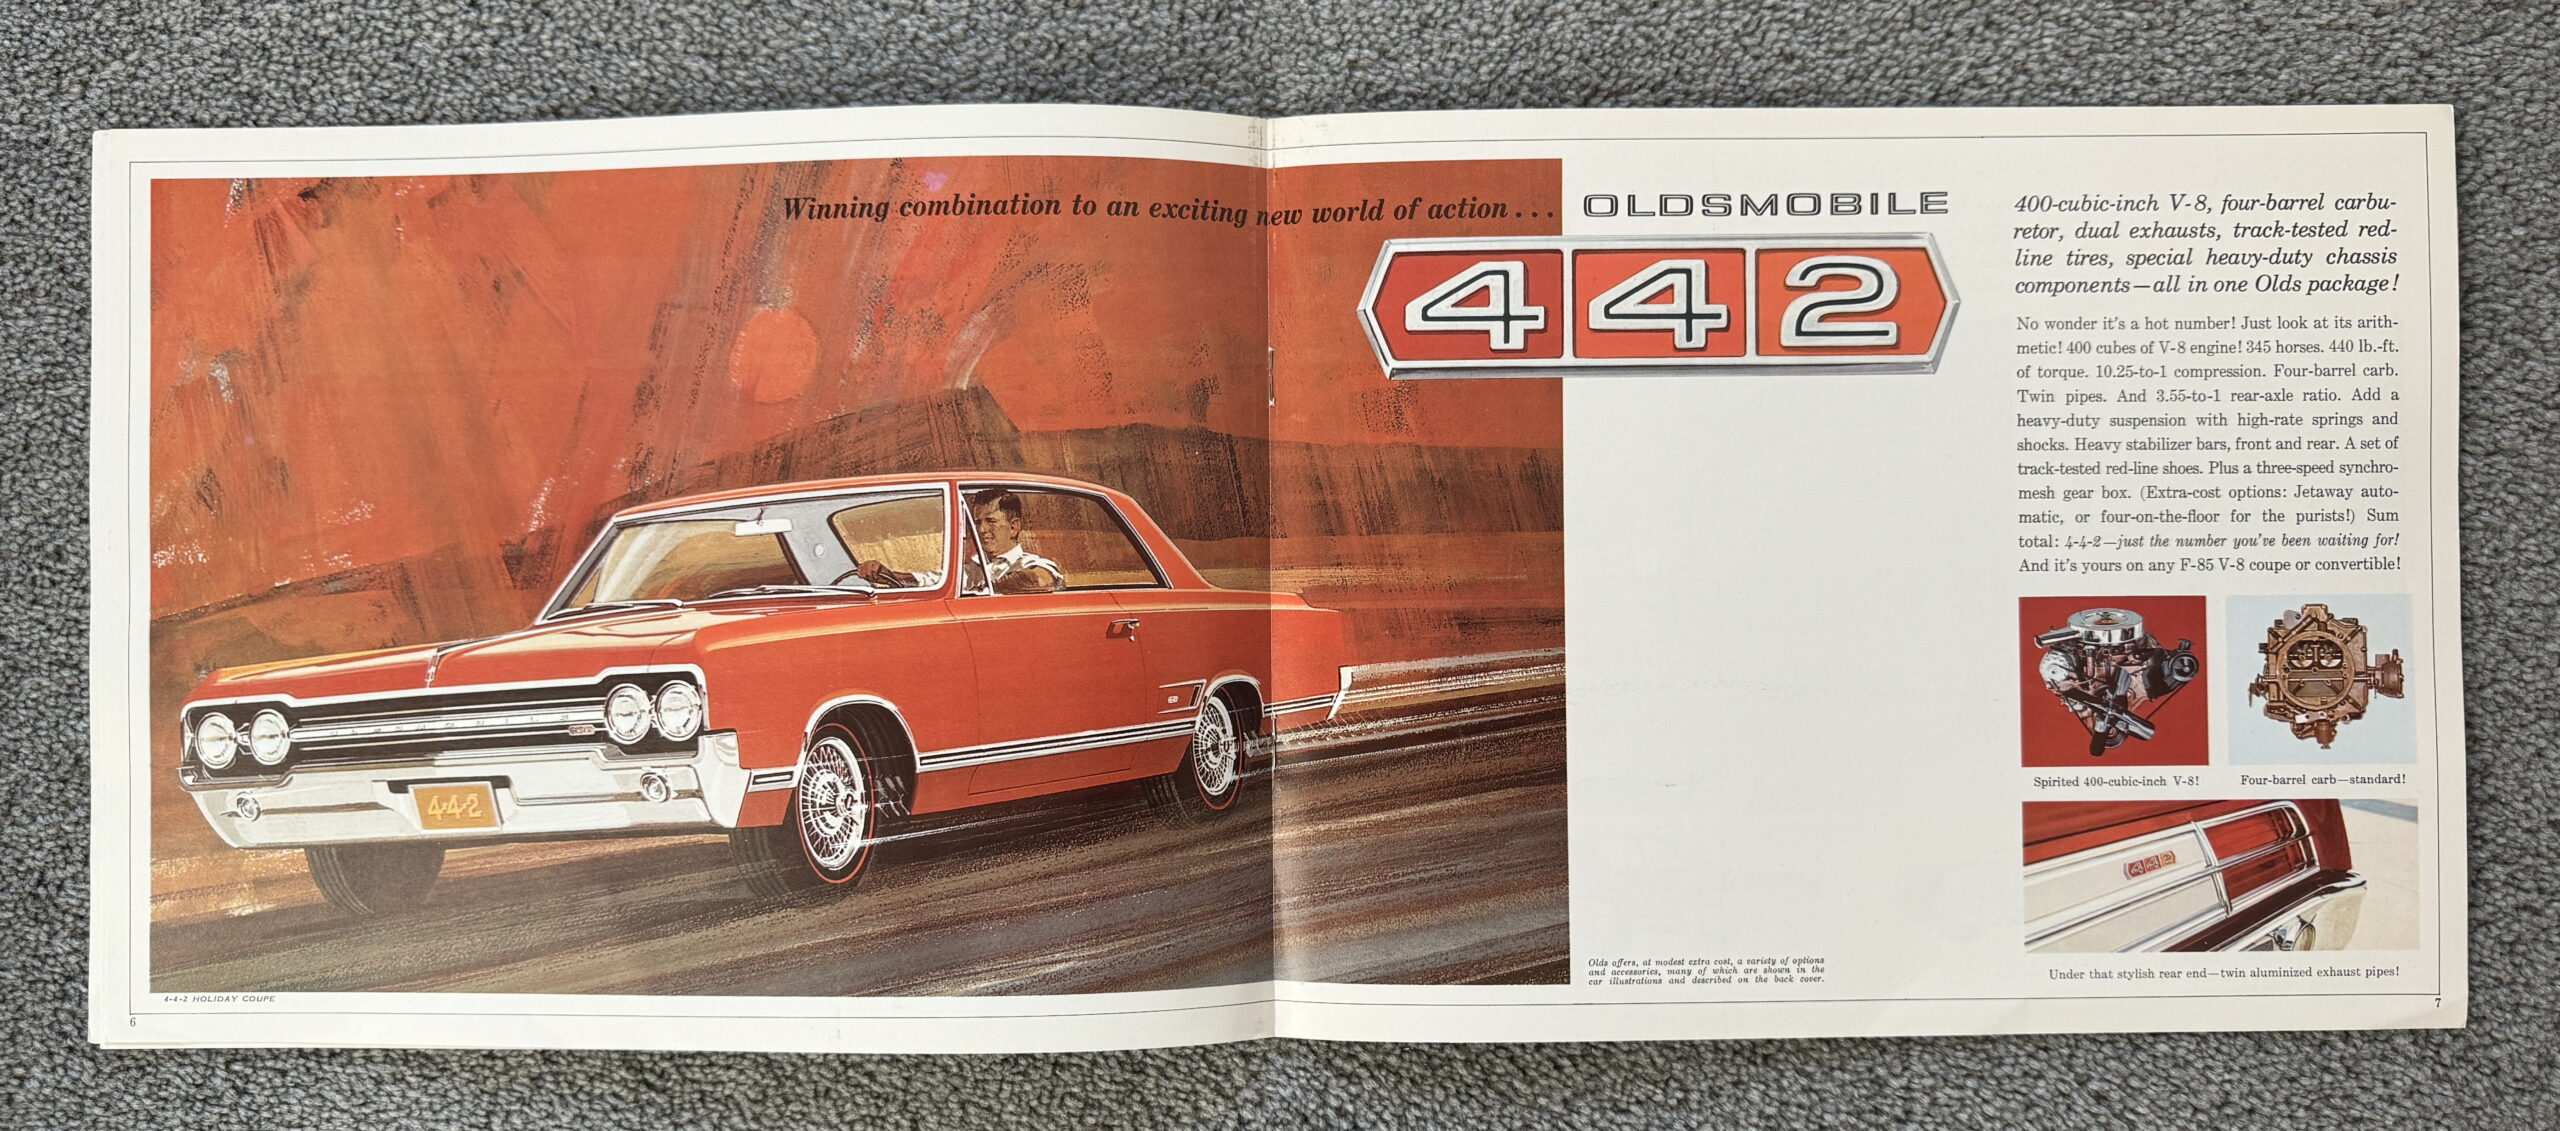 Winning combination to an exciting new world of action...
OLDSMOBILE
442
OLDSMOBILE
4-4-2
4-4-2 HOLIDAY COUPE
6
400-cubic-inch V-8, four-barrel carbu-
retor, dual exhausts, track-tested red-
line tires, special heavy-duty chassis
components—all in one Olds package!
No wonder it's a hot number! Just look at its arith-
metic! 400 cubes of V-8 engine! 345 horses. 440 lb.-ft.
of torque. 10.25-to-1 compression. Four-barrel carb.
Twin pipes. And 3.55-to-1 rear-axle ratio. Add a
heavy-duty suspension with high-rate springs and
shocks. Heavy stabilizer bars, front and rear. A set of
track-tested red-line shoes. Plus a three-speed synchro-
mesh gear box. (Extra-cost options: Jetaway auto-
matic, or four-on-the-floor for the purists!) Sum
total: 4-4-2—just the number you've been waiting for!
And it's yours on any F-85 V-8 coupe or convertible!
Spirited 400-cubic-inch V-8!
Four-barrel carb—standard!
442
Under that stylish rear end—twin aluminized exhaust pipes!
Olds offers, at modest extra cost, a variety of options
and accessories, many of which are shown in the
car illustrations and described on the back cover.
7